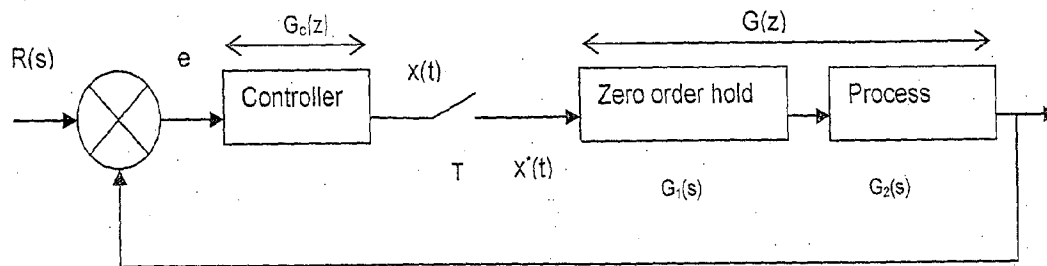 G(z)
Gc(z)
R(s)
e
x(t)
Controller
Zero order hold
Process
T
x*(t)
G1(s)
G2(s)